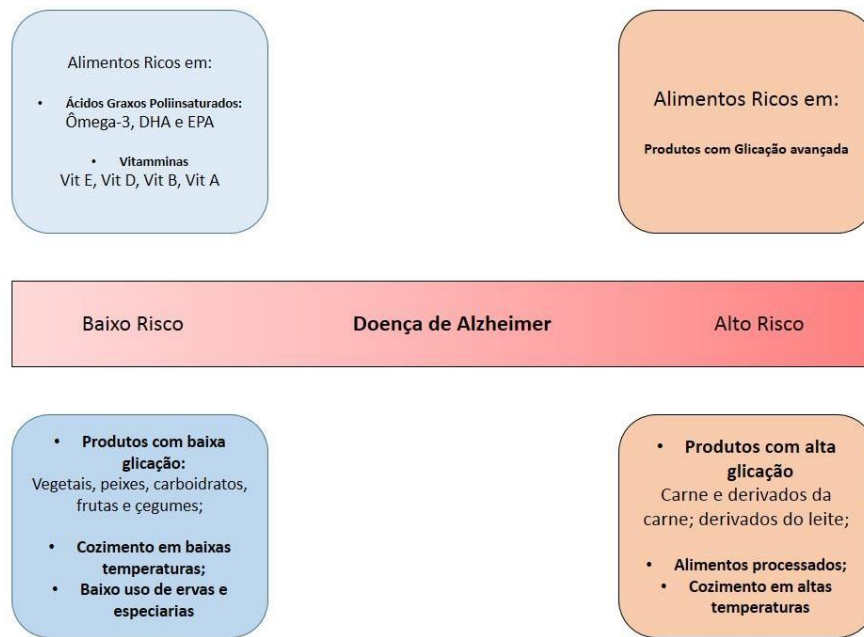 Alimentos Ricos em:
• Ácidos Graxos Poliinsaturados:
Ômega-3, DHA e EPA
• Vitamminas
Vit E, Vit D, Vit B, Vit A
Alimentos Ricos em:
Produtos com Glicação avançada
Baixo Risco
Doença de Alzheimer
Alto Risco
• Produtos com baixa
glicação:
Vegetais, peixes, carboidratos,
frutas e çegumes;
• Cozimento em baixas
temperaturas;
• Baixo uso de ervas e
especiarias
• Produtos com alta
glicação
Carne e derivados da
carne; derivados do leite;
• Alimentos processados;
• Cozimento em altas
temperaturas